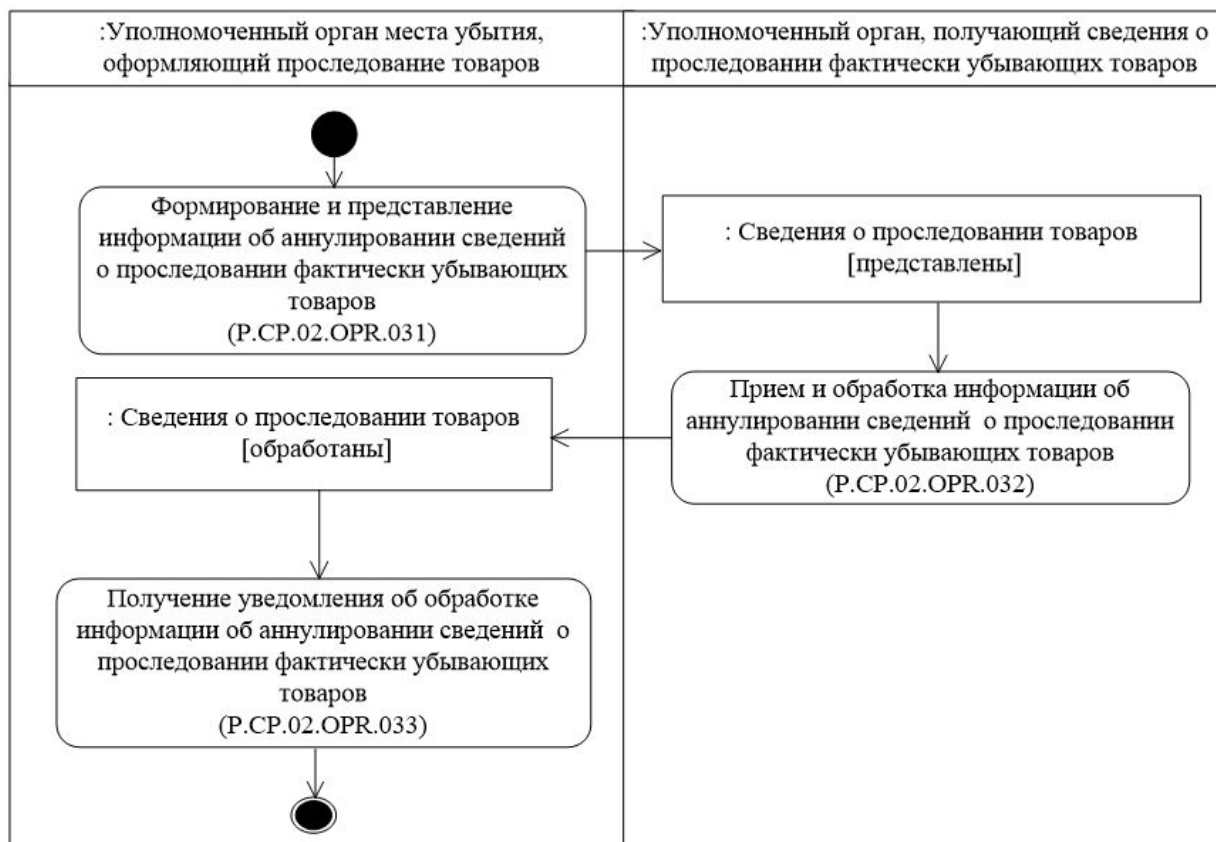 :Уполномоченный орган места убытия,
оформляющий проследование товаров
:Уполномоченный орган, получающий сведения о
проследовании фактически убывающих товаров
Формирование и представление
информации об аннулировании сведений
о проследовании фактически убывающих
товаров
(P.CP.02.OPR.031)
: Сведения о проследовании товаров
[представлены]
Прием и обработка информации об
аннулировании сведений о проследовании
фактически убывающих товаров
(P.CP.02.OPR.032)
: Сведения о проследовании товаров
[обработаны]
Получение уведомления об обработке
информации об аннулировании сведений о
проследовании фактически убывающих
товаров
(P.CP.02.OPR.033)